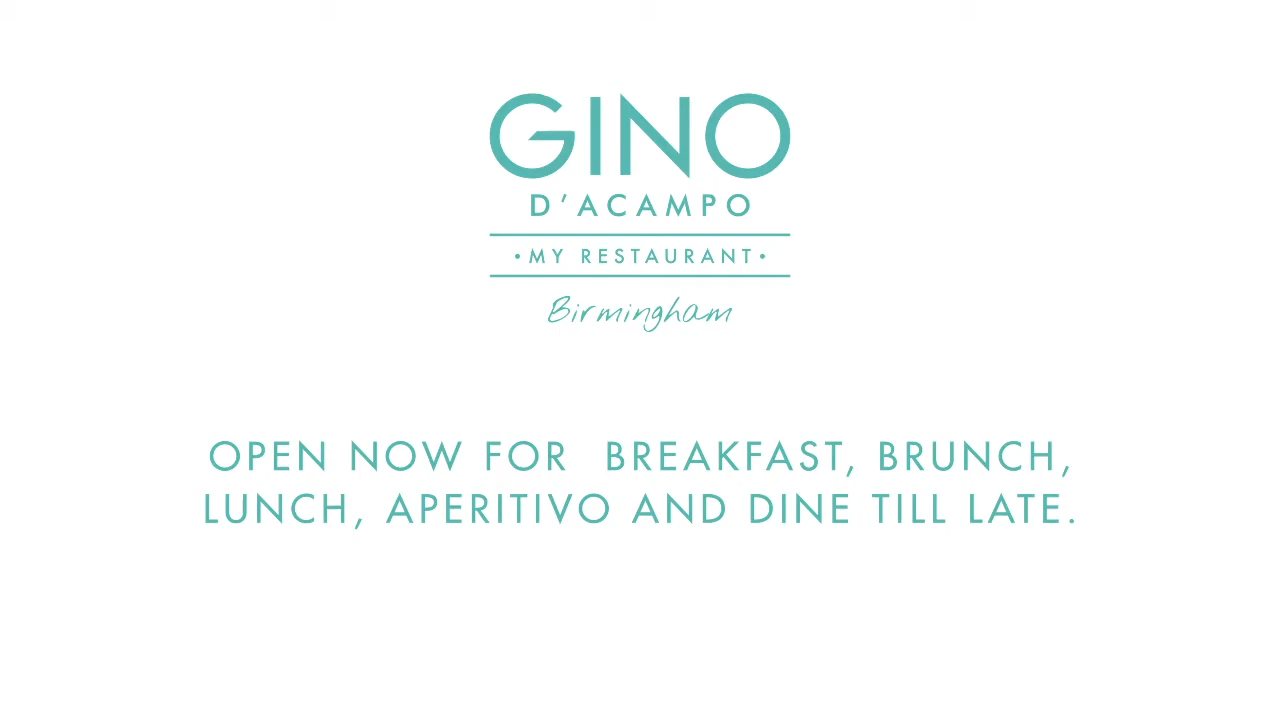 GINO
D'ACAMPO
• MY RESTAURANT •
Birmingham
OPEN NOW FOR BREAKFAST, BRUNCH,
LUNCH, APERITIVO AND DINE TILL LATE.